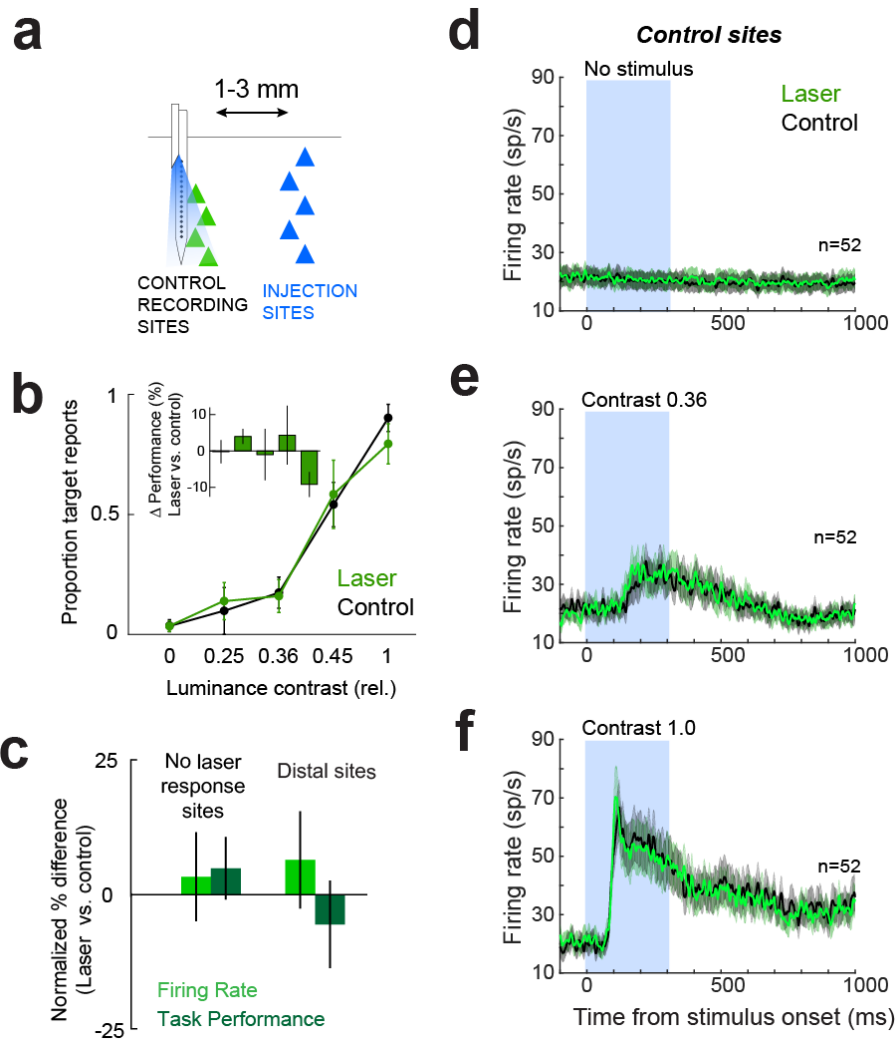 a
1-3 mm
CONTROL
RECORDING
SITES
INJECTION
SITES
b
Proportion target reports
1
0.5
0
Δ Performance (%)
Laser vs. control)
10
0
-10
Laser
Control
0 0.25 0.36 0.45 1
Luminance contrast (rel.)
c
Normalized % difference
(Laser vs. control)
25
0
-25
No laser
response
sites
Distal sites
Firing Rate
Task Performance
d
Control sites
No stimulus
Laser
Control
Firing rate (sp/s)
90
70
50
30
10
n=52
0 500 1000
e
Contrast 0.36
Firing rate (sp/s)
90
70
50
30
10
n=52
0 500 1000
f
Contrast 1.0
Firing rate (sp/s)
90
70
50
30
10
n=52
0 500 1000
Time from stimulus onset (ms)